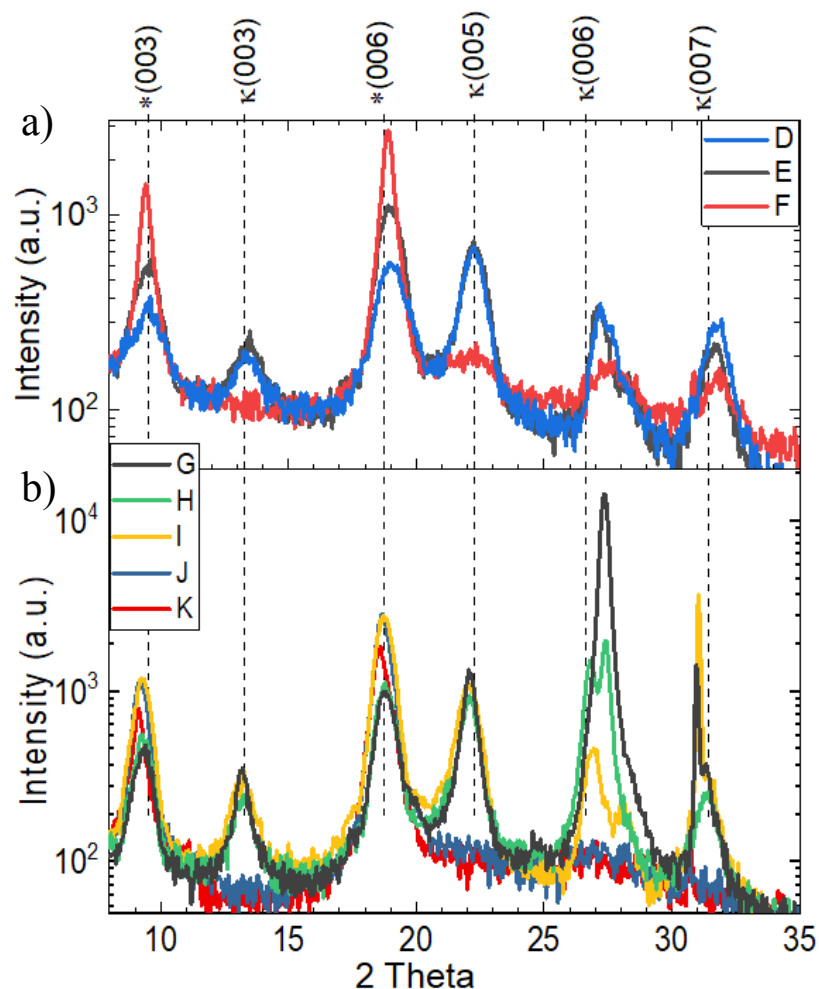 *(003)
κ(003)
*(006)
κ(005)
κ(006)
κ(007)
a)
D
E
F
10³
10²
Intensity (a.u.)
b)
G
H
I
J
K
10⁴
10³
10²
Intensity (a.u.)
10 15 20 25 30 35
2 Theta